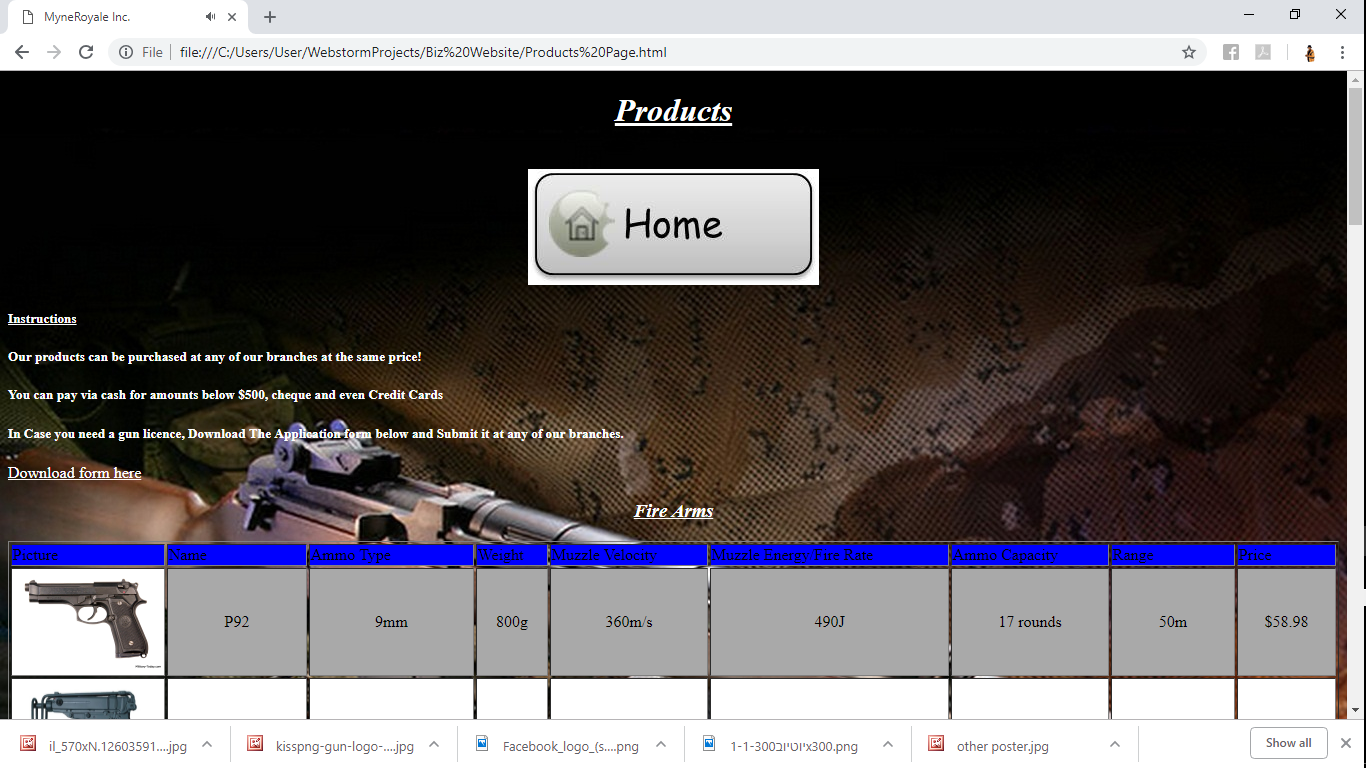 MyneRoyale Inc.
File
file:///C:/Users/User/WebstormProjects/Biz%20Website/Products%20Page.html
Products
Home
Instructions
Our products can be purchased at any of our branches at the same price!
You can pay via cash for amounts below $500, cheque and even Credit Cards
In Case you need a gun licence, Download The Application form below and Submit it at any of our branches.
Download form here
Fire Arms
Picture Name Ammo Type Weight Muzzle Velocity Muzzle Energy/Fire Rate Ammo Capacity Range Price
P92 9mm 800g 360m/s 490J 17 rounds 50m $58.98
il_570xN.12603591....jpg kisspng-gun-logo-....jpg Facebook_logo_(s....png 1-1-300יוטיובx300.png other poster.jpg Show all